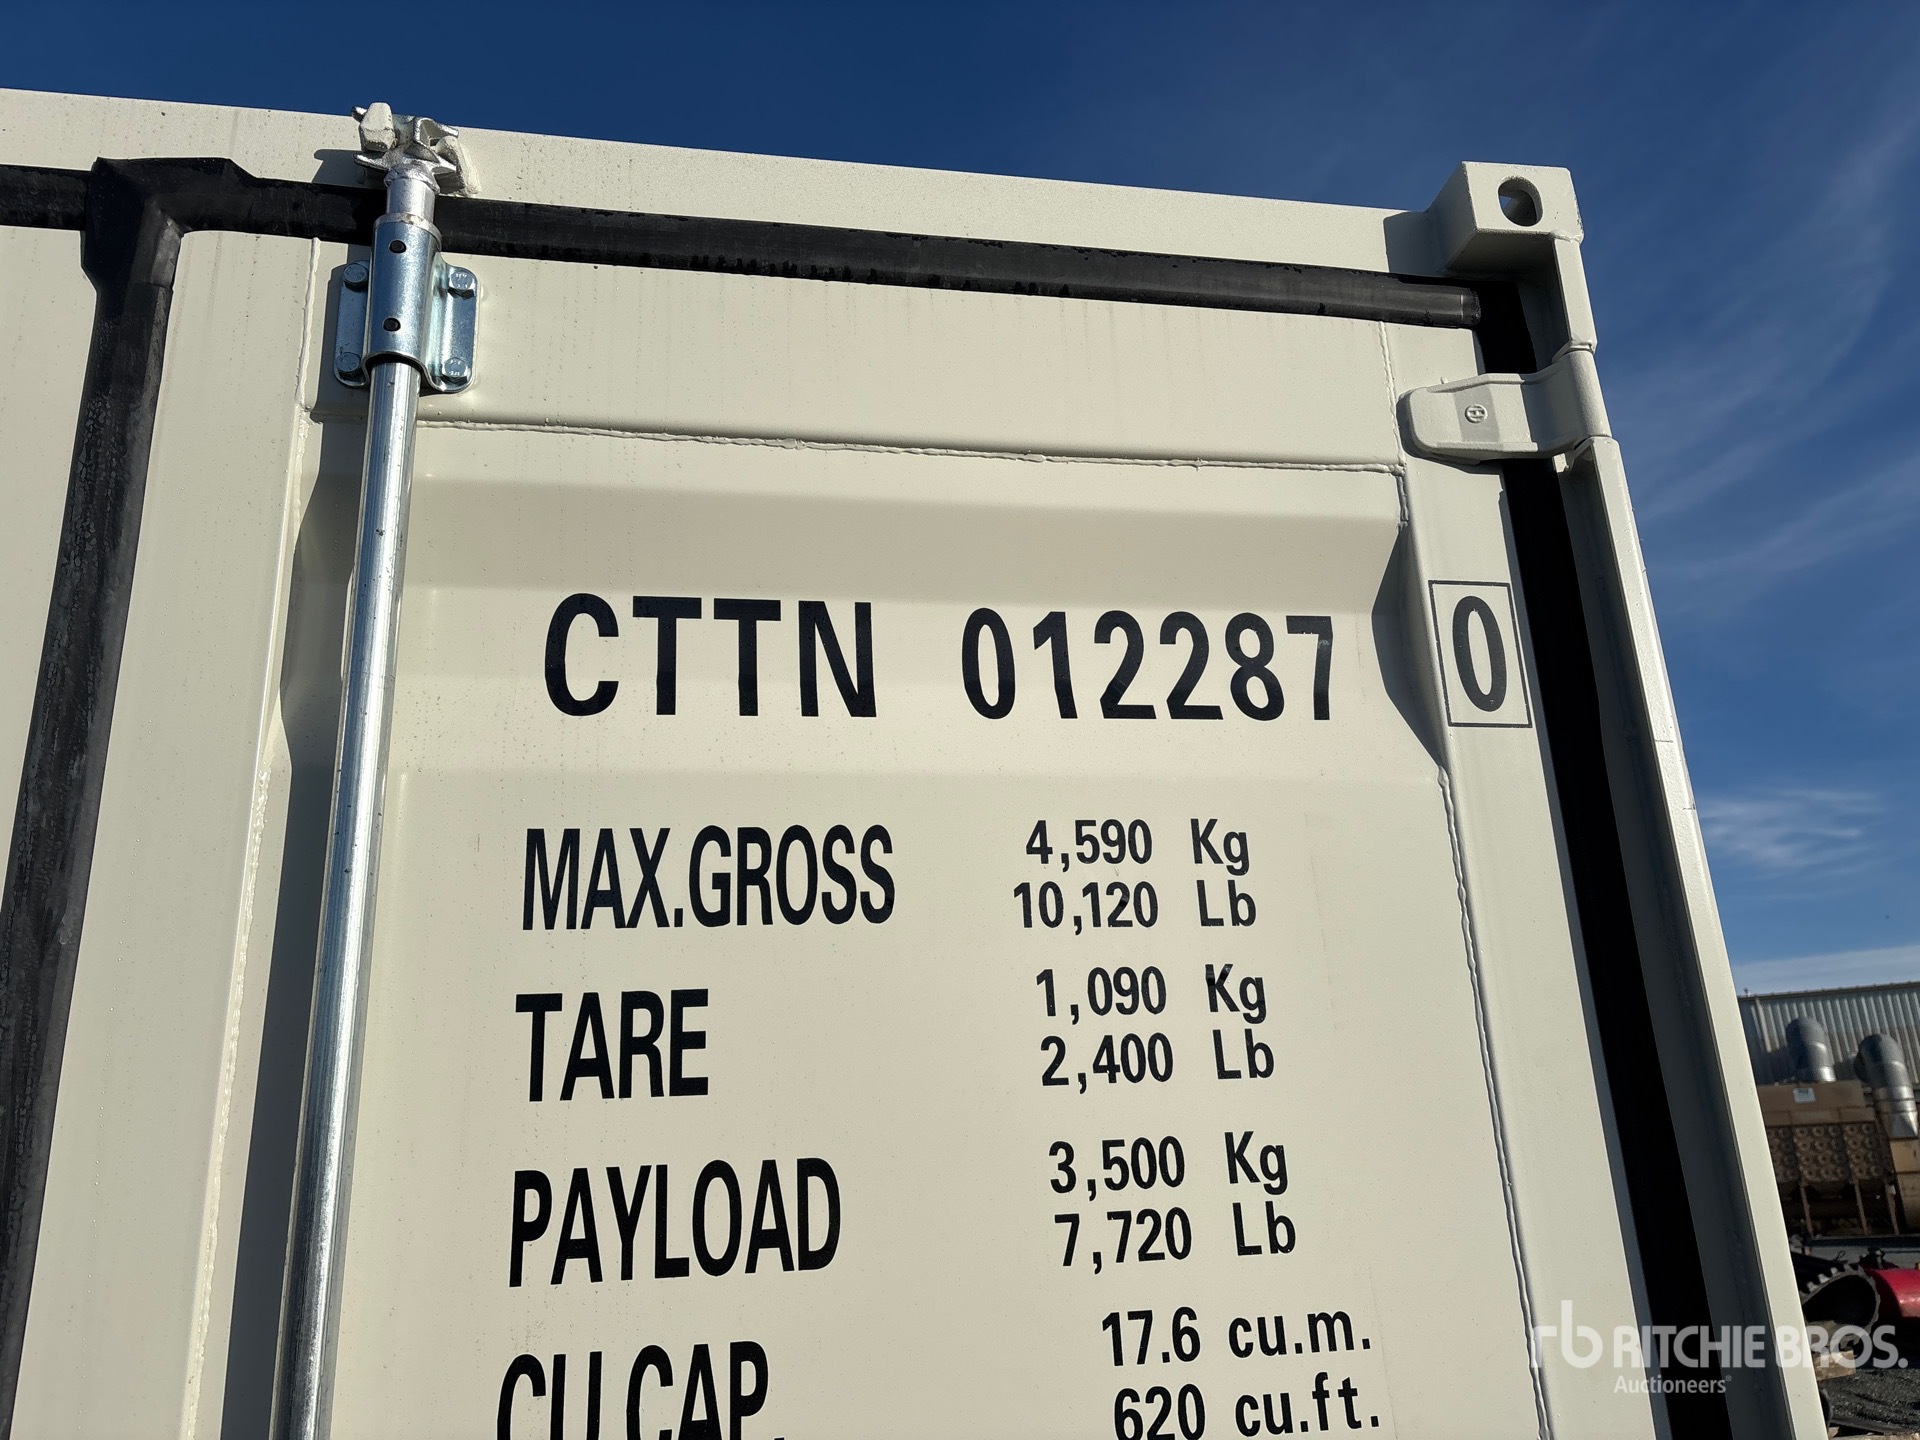 CTTN 012287 0
MAX.GROSS 4,590 Kg
10,120 Lb
TARE 1,090 Kg
2,400 Lb
PAYLOAD 3,500 Kg
7,720 Lb
CU.CAP. 17.6 cu.m.
620 cu.ft.
rb RITCHIE BROS.
Auctioneers